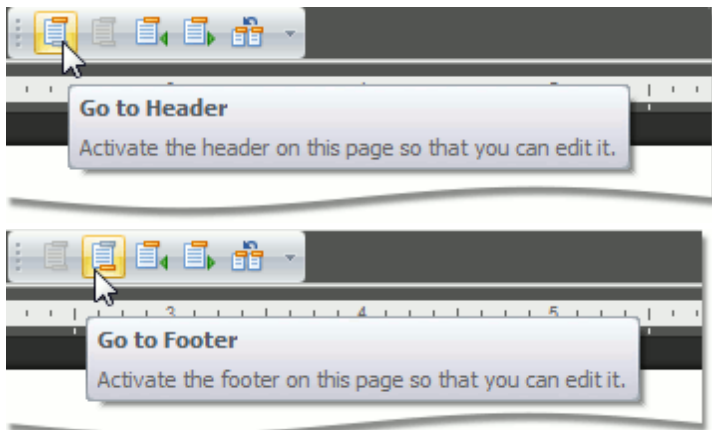 Go to Header
Activate the header on this page so that you can edit it.
3 4 5
Go to Footer
Activate the footer on this page so that you can edit it.